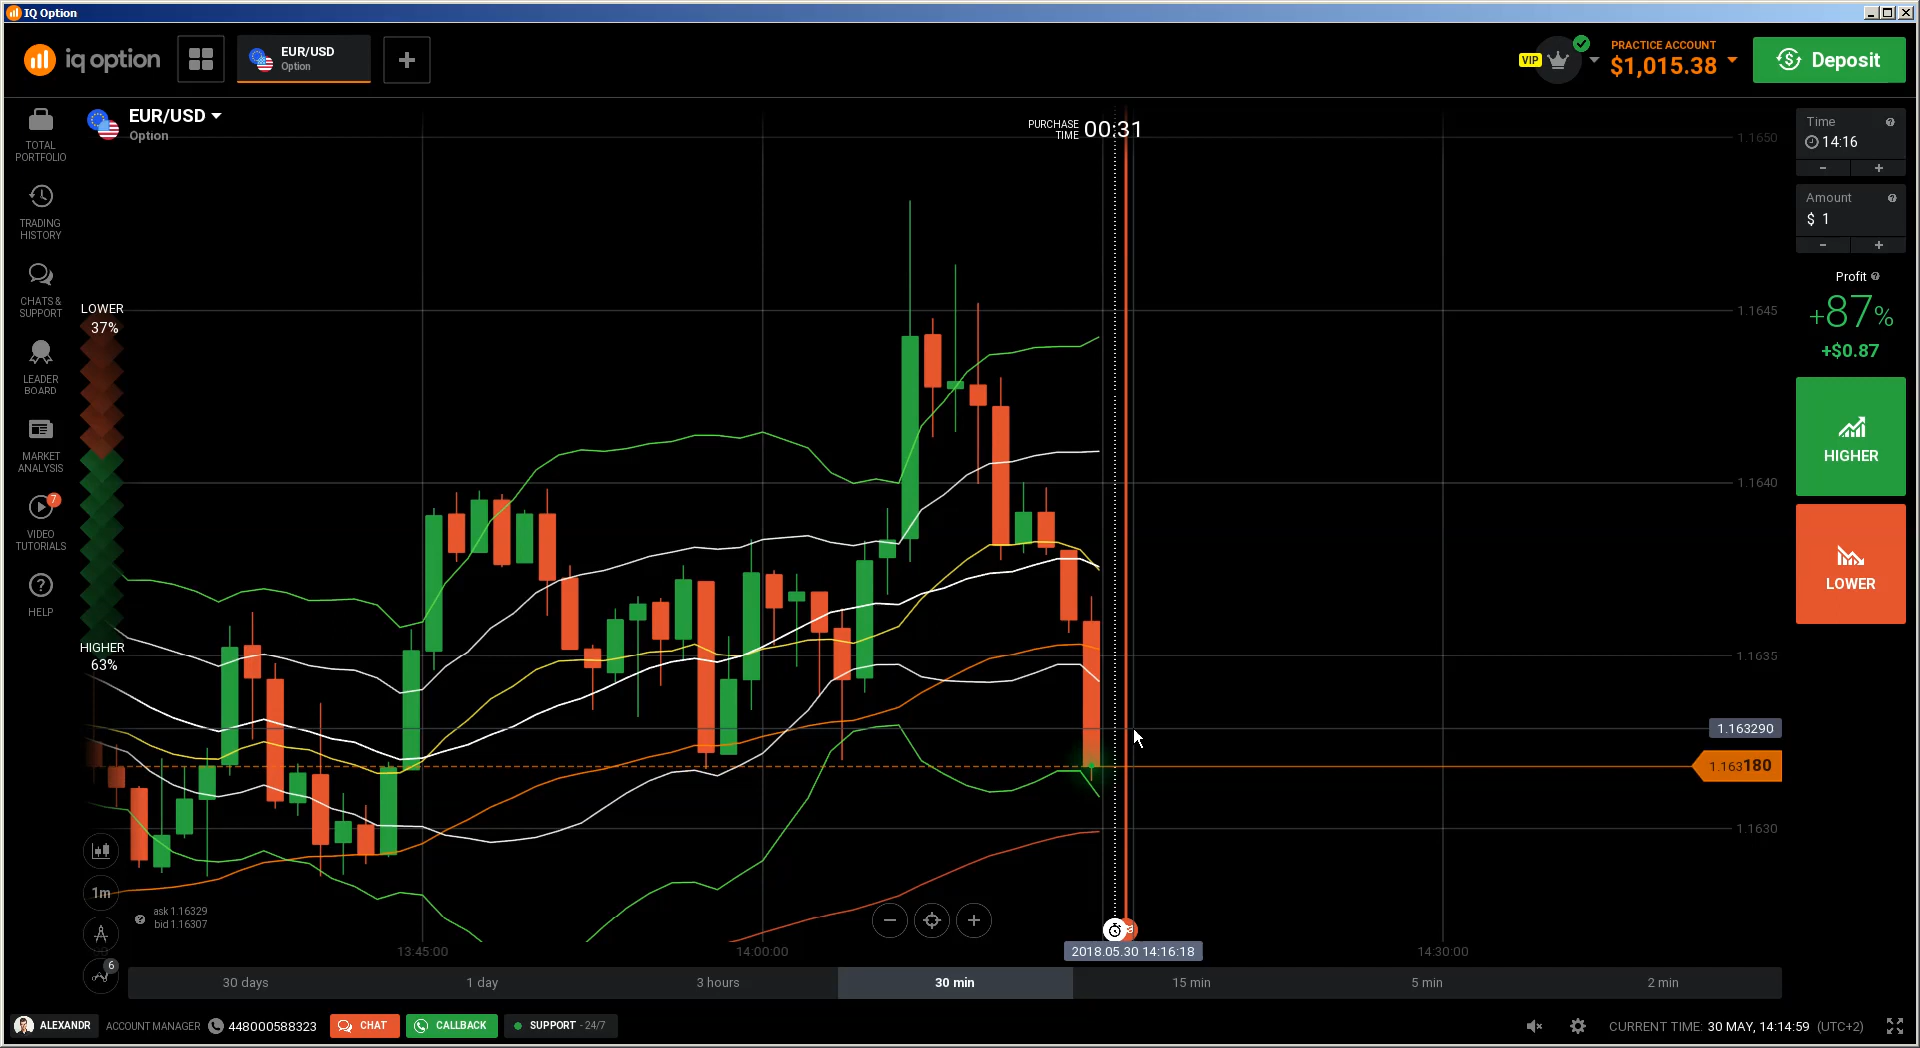 IQ Option
iq option
EUR/USD
Option
VIP
PRACTICE ACCOUNT
$1,015.38
Deposit
EUR/USD
Option
PURCHASE
TIME
00:31
TOTAL
PORTFOLIO
TRADING
HISTORY
CHATS &
SUPPORT
LEADER
BOARD
MARKET
ANALYSIS
7
VIDEO
TUTORIALS
HELP
LOWER
37%
HIGHER
63%
1.1650
1.1645
1.1640
1.1635
1.163290
1.163180
1.1630
Time
14:16
- +
Amount
$ 1
- +
Profit
+87%
+$0.87
HIGHER
LOWER
1m
6
ask 1.16329
bid 1.16307
13:45:00
14:00:00
2018.05.30 14:16:18
14:30:00
30 days
1 day
3 hours
30 min
15 min
5 min
2 min
ALEXANDR
ACCOUNT MANAGER
448000588323
CHAT
CALLBACK
SUPPORT - 24/7
CURRENT TIME: 30 MAY, 14:14:59 (UTC+2)